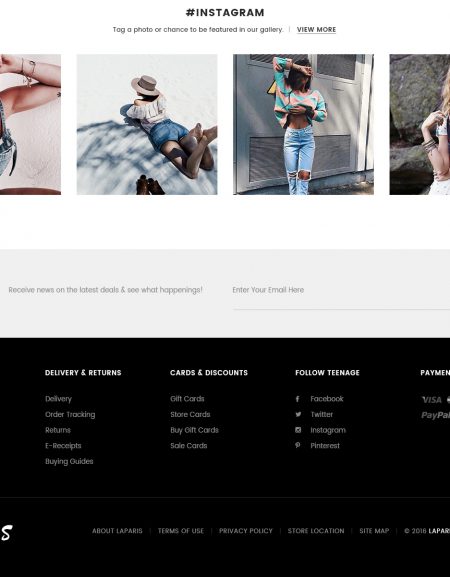 #INSTAGRAM
Tag a photo or chance to be featured in our gallery. | VIEW MORE
Receive news on the latest deals & see what happenings! Enter Your Email Here
DELIVERY & RETURNS
Delivery
Order Tracking
Returns
E-Receipts
Buying Guides
CARDS & DISCOUNTS
Gift Cards
Store Cards
Buy Gift Cards
Sale Cards
FOLLOW TEENAGE
Facebook
Twitter
Instagram
Pinterest
PAYMEN
VISA
PayPal
ABOUT LAPARIS | TERMS OF USE | PRIVACY POLICY | STORE LOCATION | SITE MAP | © 2016 LAPARI